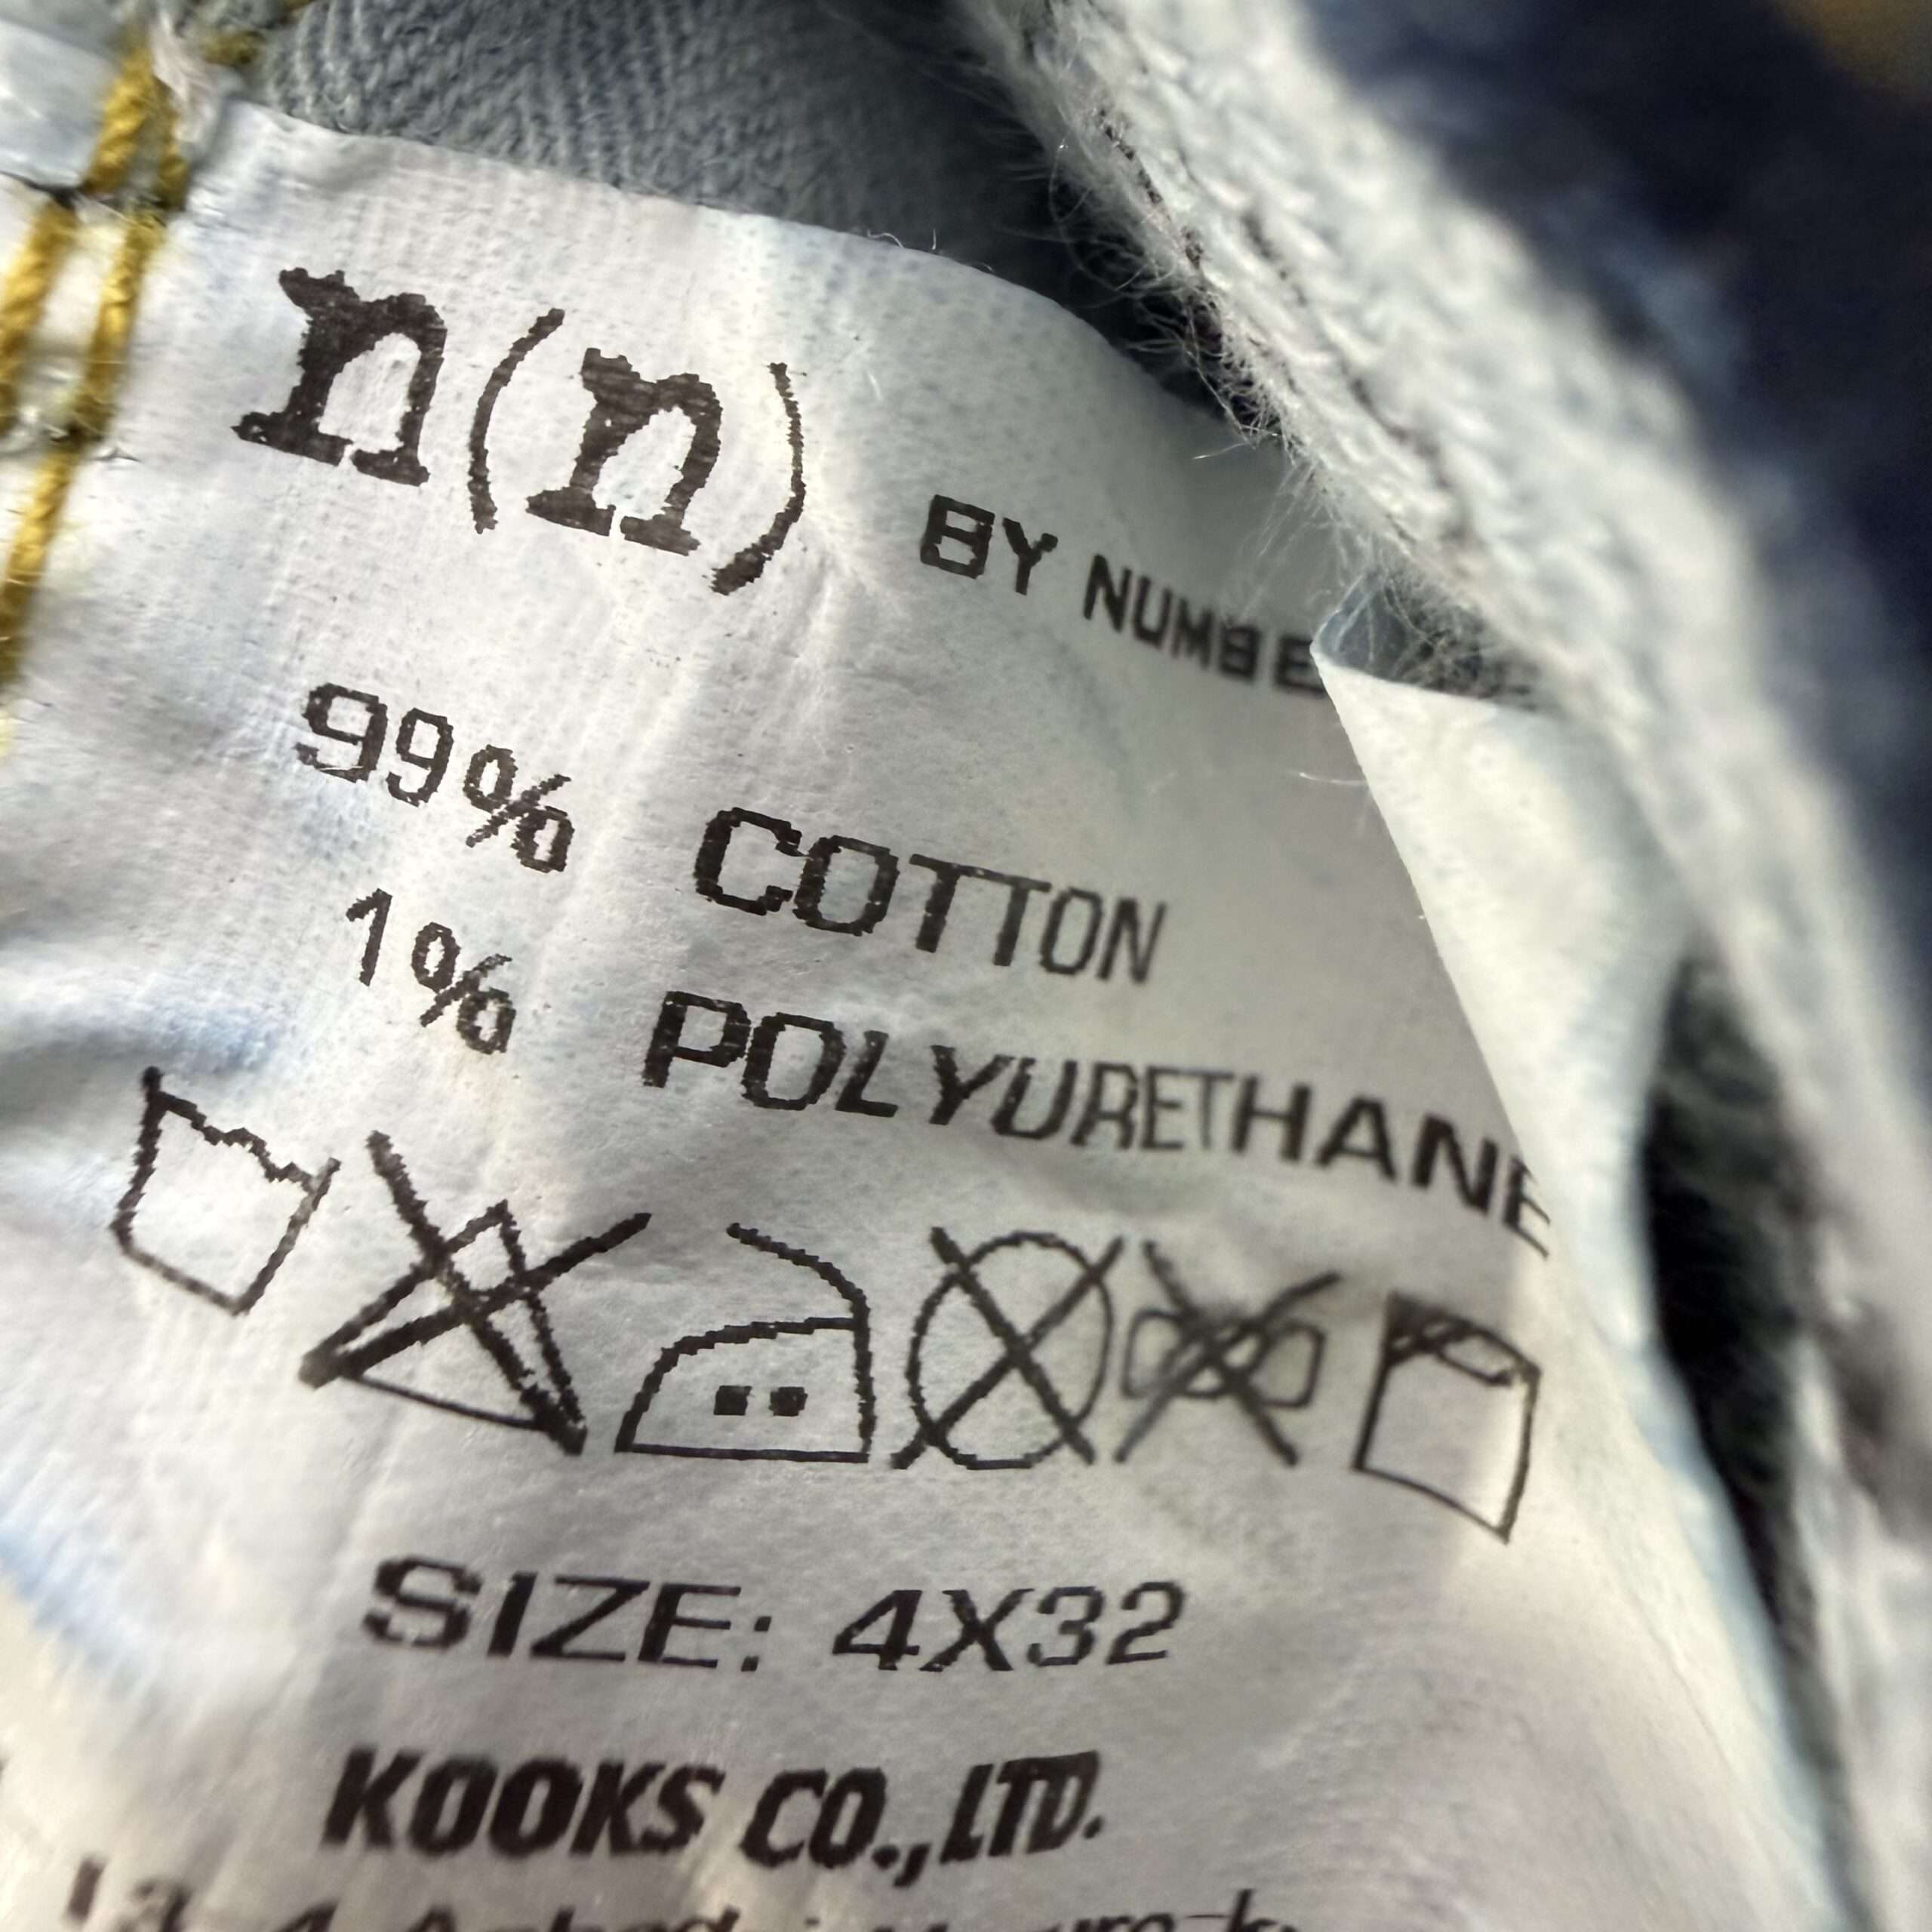 n(n) BY NUMBE
99% COTTON
1% POLYURETHANE
SIZE: 4X32
KOOKS CO.,LTD.